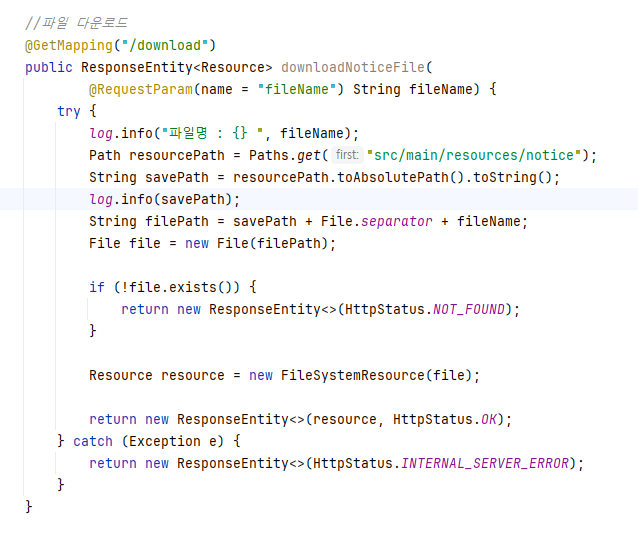 //파일 다운로드
@GetMapping("/download")
public ResponseEntity<Resource> downloadNoticeFile(
        @RequestParam(name = "fileName") String fileName) {
    try {
        log.info("파일명 : {} ", fileName);
        Path resourcePath = Paths.get( first: "src/main/resources/notice");
        String savePath = resourcePath.toAbsolutePath().toString();
        log.info(savePath);
        String filePath = savePath + File.separator + fileName;
        File file = new File(filePath);

        if (!file.exists()) {
            return new ResponseEntity<>(HttpStatus.NOT_FOUND);
        }

        Resource resource = new FileSystemResource(file);

        return new ResponseEntity<>(resource, HttpStatus.OK);
    } catch (Exception e) {
        return new ResponseEntity<>(HttpStatus.INTERNAL_SERVER_ERROR);
    }
}